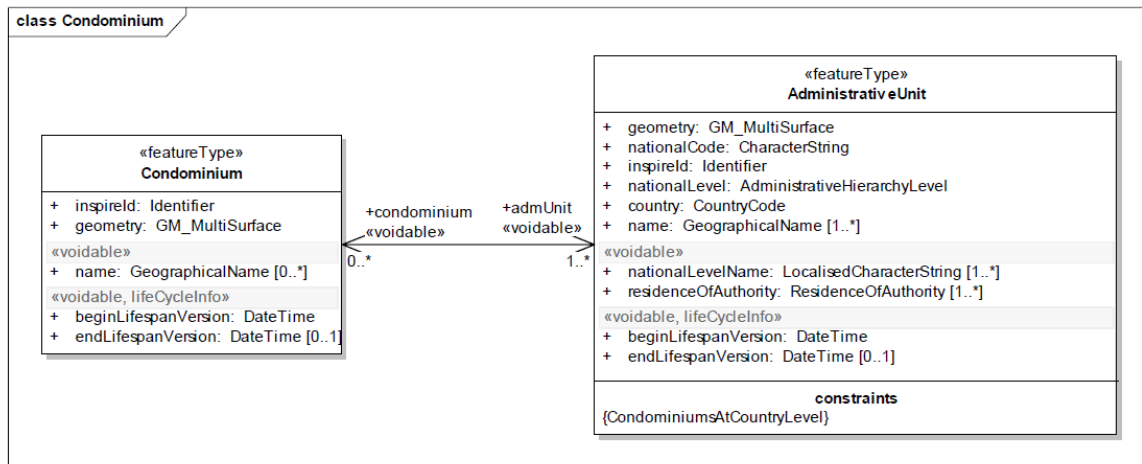 class Condominium
«featureType»
Condominium
+ inspireId: Identifier
+ geometry: GM_MultiSurface
«voidable»
+ name: GeographicalName [0..*]
«voidable, lifeCycleInfo»
+ beginLifespanVersion: DateTime
+ endLifespanVersion: DateTime [0..1]
+condominium
«voidable»
0..*
+admUnit
«voidable»
1..*
«featureType»
AdministrativeUnit
+ geometry: GM_MultiSurface
+ nationalCode: CharacterString
+ inspireId: Identifier
+ nationalLevel: AdministrativeHierarchyLevel
+ country: CountryCode
+ name: GeographicalName [1..*]
«voidable»
+ nationalLevelName: LocalisedCharacterString [1..*]
+ residenceOfAuthority: ResidenceOfAuthority [1..*]
«voidable, lifeCycleInfo»
+ beginLifespanVersion: DateTime
+ endLifespanVersion: DateTime [0..1]
constraints
{CondominiumsAtCountryLevel}